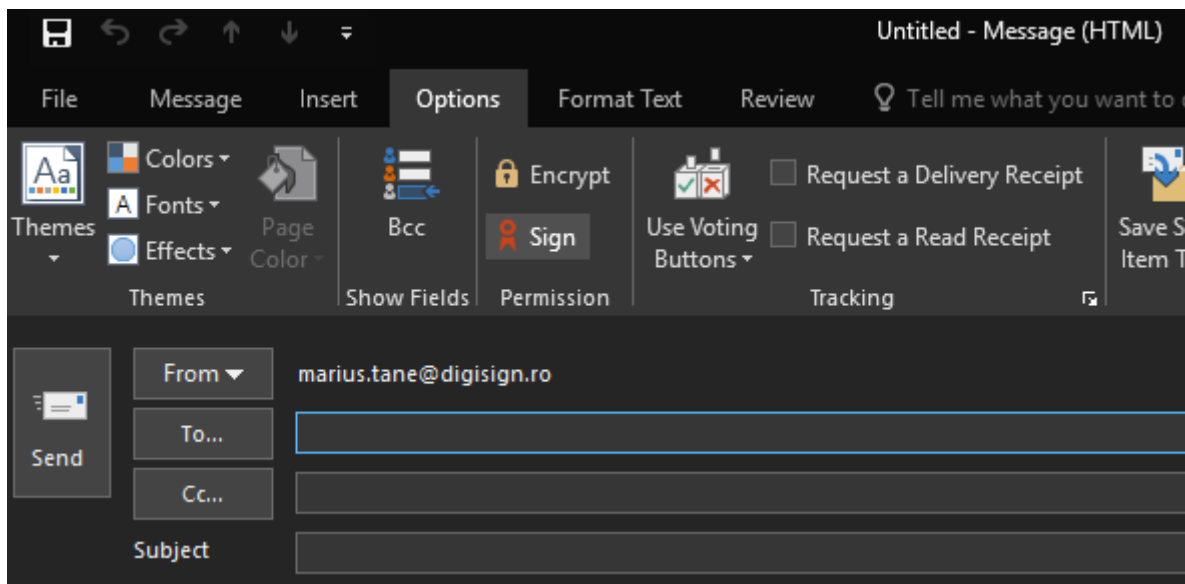 Untitled - Message (HTML)
File Message Insert Options Format Text Review Tell me what you want to
Aa
Themes
Colors
A Fonts
Effects
Page
Color
Themes
Bcc
Show Fields
Encrypt
Sign
Permission
Use Voting
Buttons
Request a Delivery Receipt
Request a Read Receipt
Tracking
Save S
Item T
Send
From marius.tane@digisign.ro
To...
Cc...
Subject